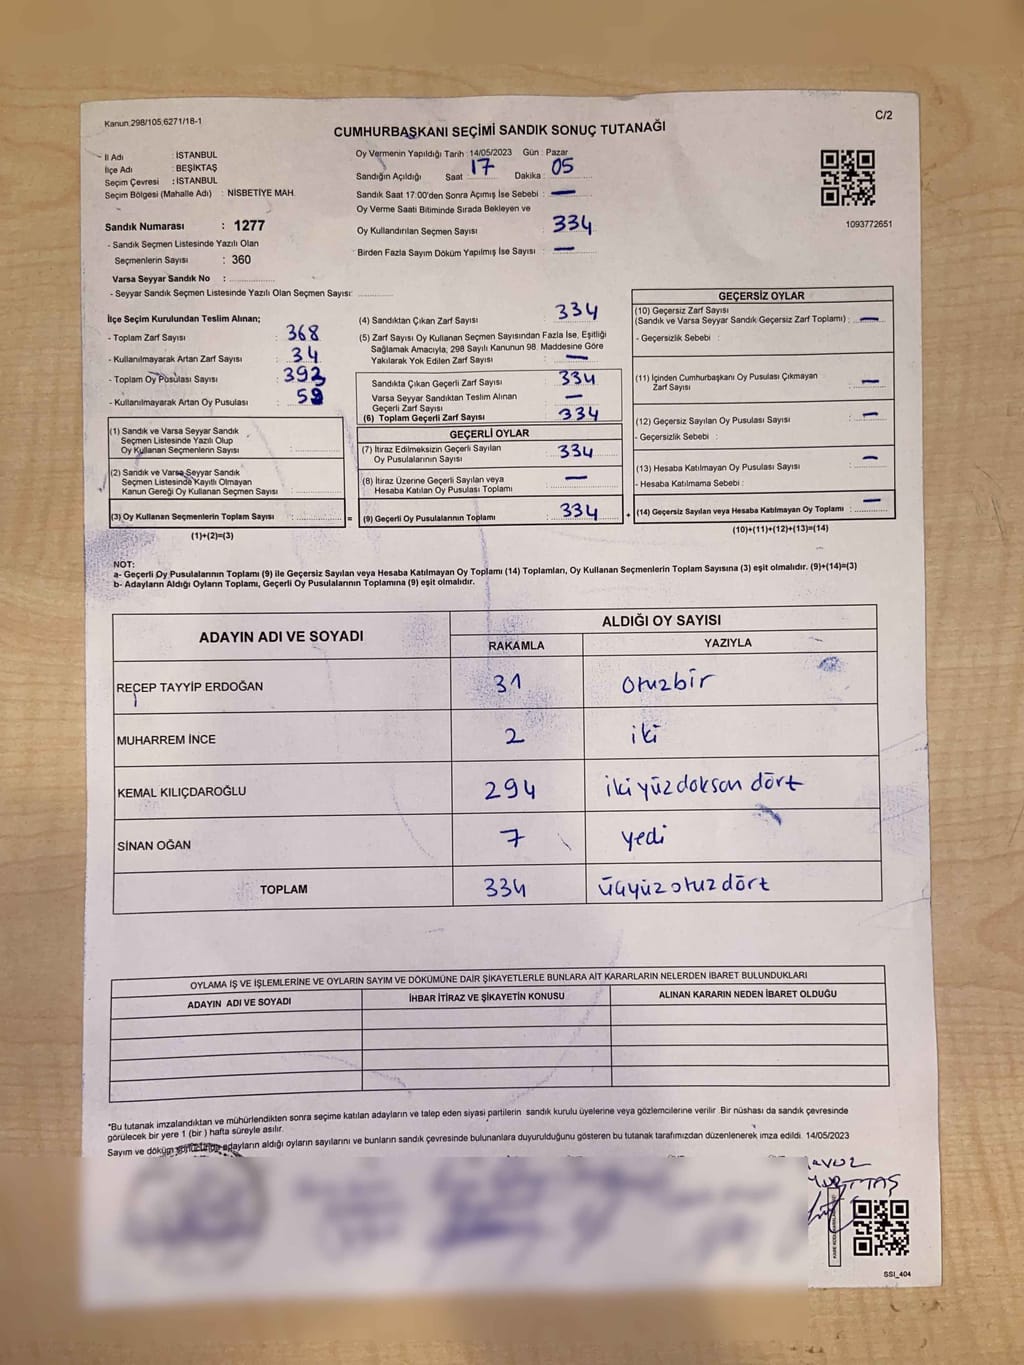 Kanun 298/105,6271/18-1
C/2
CUMHURBAŞKANI SEÇİMİ SANDIK SONUÇ TUTANAĞI
İl Adı : İSTANBUL
İlçe Adı : BEŞİKTAŞ
Seçim Çevresi : İSTANBUL
Seçim Bölgesi (Mahalle Adı) : NİSBETİYE MAH.
Sandık Numarası : 1277
- Sandık Seçmen Listesinde Yazılı Olan
Seçmenlerin Sayısı : 360
Varsa Seyyar Sandık No :
- Seyyar Sandık Seçmen Listesinde Yazılı Olan Seçmen Sayısı:
Oy Vermenin Yapıldığı Tarih :14/05/2023 Gün : Pazar
Sandığın Açıldığı Saat 17 Dakika 05
Sandık Saat 17:00'den Sonra Açımış İse Sebebi : —
Oy Verme Saati Bitiminde Sırada Bekleyen ve
Oy Kullandırılan Seçmen Sayısı : 334
Birden Fazla Sayım Döküm Yapılmış İse Sayısı : —
1093772651
İlçe Seçim Kurulundan Teslim Alınan;
- Toplam Zarf Sayısı : 368
- Kullanılmayarak Artan Zarf Sayısı : 34
- Toplam Oy Pusulası Sayısı : 392
- Kullanılmayarak Artan Oy Pusulası :
(1) Sandık ve Varsa Seyyar Sandık
Seçmen Listesinde Yazılı Olup
Oy Kullanan Seçmenlerin Sayısı :
(2) Sandık ve Varsa Seyyar Sandık
Seçmen Listesinde Kayıtlı Olmayan
Kanun Gereği Oy Kullanan Seçmen Sayısı :
(3) Oy Kullanan Seçmenlerin Toplam Sayısı :
(1)+(2)=(3)
(4) Sandıktan Çıkan Zarf Sayısı : 334
(5) Zarf Sayısı Oy Kullanan Seçmen Sayısından Fazla İse, Eşitliği
Sağlamak Amacıyla, 298 Sayılı Kanunun 98. Maddesine Göre
Yakılarak Yok Edilen Zarf Sayısı : —
Sandıkta Çıkan Geçerli Zarf Sayısı : 334
Varsa Seyyar Sandıktan Teslim Alınan
Geçerli Zarf Sayısı : —
(6) Toplam Geçerli Zarf Sayısı : 334
GEÇERLİ OYLAR
(7) İtiraz Edilmeksizin Geçerli Sayılan
Oy Pusulalarının Sayısı : 334
(8) İtiraz Üzerine Geçerli Sayılan veya
Hesaba Katılan Oy Pusulası Toplamı : —
= (9) Geçerli Oy Pusulalarının Toplamı : 334 +
GEÇERSİZ OYLAR
(10) Geçersiz Zarf Sayısı
(Sandık ve Varsa Seyyar Sandık Geçersiz Zarf Toplamı) : —
- Geçersizlik Sebebi :
(11) İçinden Cumhurbaşkanı Oy Pusulası Çıkmayan
Zarf Sayısı : —
(12) Geçersiz Sayılan Oy Pusulası Sayısı : —
- Geçersizlik Sebebi :
(13) Hesaba Katılmayan Oy Pusulası Sayısı : —
- Hesaba Katılmama Sebebi :
(14) Geçersiz Sayılan veya Hesaba Katılmayan Oy Toplamı : —
(10)+(11)+(12)+(13)=(14)
NOT:
a- Geçerli Oy Pusulalarının Toplamı (9) ile Geçersiz Sayılan veya Hesaba Katılmayan Oy Toplamı (14) Toplamları, Oy Kullanan Seçmenlerin Toplam Sayısına (3) eşit olmalıdır. (9)+(14)=(3)
b- Adayların Aldığı Oyların Toplamı, Geçerli Oy Pusulalarının Toplamına (9) eşit olmalıdır.
ADAYIN ADI VE SOYADI
ALDIĞI OY SAYISI
RAKAMLA YAZIYLA
RECEP TAYYİP ERDOĞAN 31 otuzbir
MUHARREM İNCE 2 iki
KEMAL KILIÇDAROĞLU 294 iki yüz doksan dört
SİNAN OĞAN 7 yedi
TOPLAM 334 üçyüz otuz dört
OYLAMA İŞ VE İŞLEMLERİNE VE OYLARIN SAYIM VE DÖKÜMÜNE DAİR ŞİKAYETLERLE BUNLARA AİT KARARLARIN NELERDEN İBARET BULUNDUKLARI
ADAYIN ADI VE SOYADI İHBAR İTİRAZ VE ŞİKAYETİN KONUSU ALINAN KARARIN NEDEN İBARET OLDUĞU
*Bu tutanak imzalandıktan ve mühürlendikten sonra seçime katılan adayların ve talep eden siyasi partilerin sandık kurulu üyelerine veya gözlemcilerine verilir .Bir nüshası da sandık çevresinde
görülecek bir yere 1 (bir ) hafta süreyle asılır.
Sayım ve döküm adayların aldığı oyların sayılarını ve bunların sandık çevresinde bulunanlara duyurulduğunu gösteren bu tutanak tarafımızdan düzenlenerek imza edildi. 14/05/2023
SSI_404